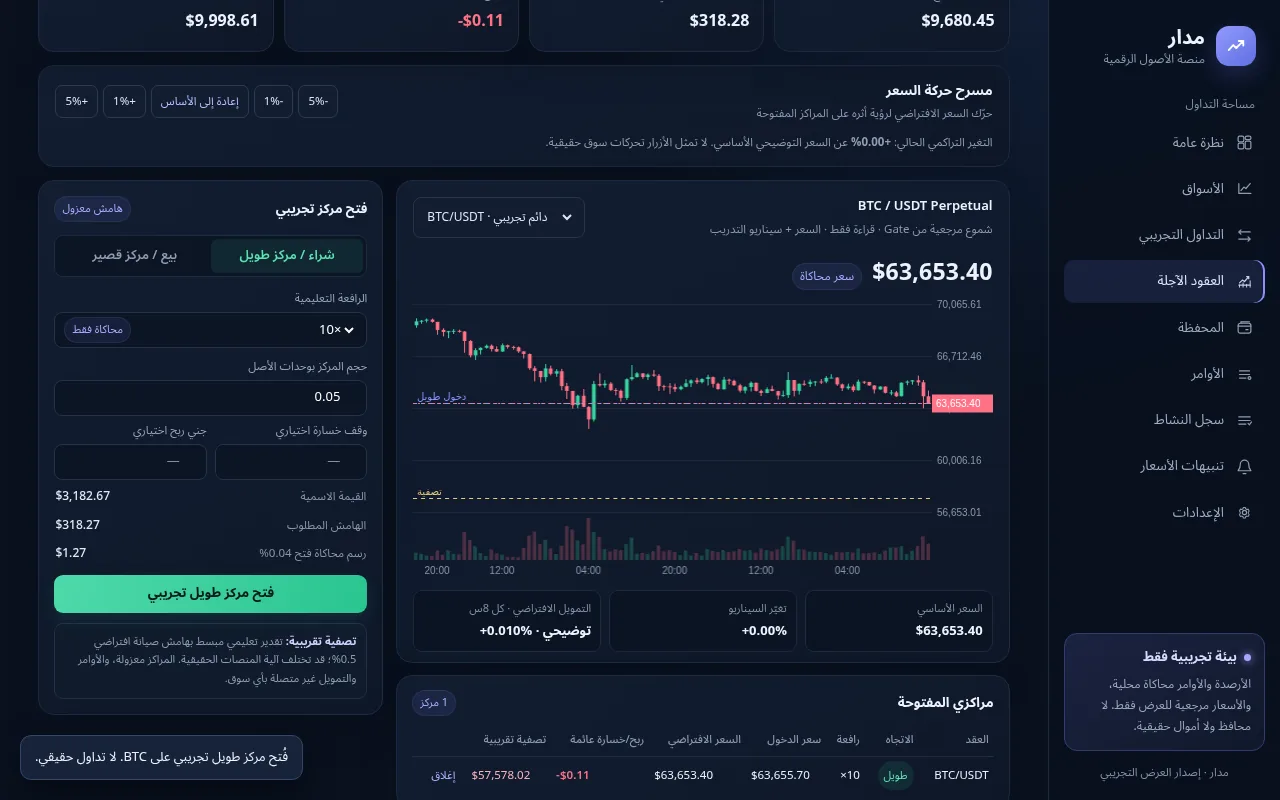 مدار
منصة الأصول الرقمية
مساحة التداول
نظرة عامة
الأسواق
التداول التجريبي
العقود الآجلة
المحفظة
الأوامر
سجل النشاط
تنبيهات الأسعار
الإعدادات
بيئة تجريبية فقط
الأرصدة والأوامر محاكاة محلية،
والأسعار مرجعية للعرض فقط. لا
محافظ ولا أموال حقيقية.
مدار · إصدار العرض التجريبي
$9,680.45
$318.28
-$0.11
$9,998.61
مسرح حركة السعر
حرّك السعر الافتراضي لرؤية أثره على المراكز المفتوحة
-5%
-1%
إعادة إلى الأساس
+1%
+5%
التغير التراكمي الحالي: +0.00% عن السعر التوضيحي الأساسي. لا تمثل الأزرار تحركات سوق حقيقية.
BTC / USDT Perpetual
شموع مرجعية من Gate · قراءة فقط · السعر + سيناريو التدريب
BTC/USDT · دائم تجريبي
$63,653.40
سعر محاكاة
70,065.61
66,712.46
دخول طويل
63,653.40
60,006.16
تصفية
56,653.01
20:00
12:00
04:00
20:00
12:00
04:00
السعر الأساسي
$63,653.40
تغيّر السيناريو
+0.00%
التمويل الافتراضي · كل 8س
+0.010% · توضيحي
مراكزي المفتوحة
1 مركز
العقد
الاتجاه
رافعة
سعر الدخول
السعر الافتراضي
ربح/خسارة عائمة
تصفية تقريبية
BTC/USDT
طويل
×10
$63,655.70
$63,653.40
-$0.11
$57,578.02
إغلاق
فتح مركز تجريبي
هامش معزول
شراء / مركز طويل
بيع / مركز قصير
الرافعة التعليمية
10×
محاكاة فقط
حجم المركز بوحدات الأصل
0.05
وقف خسارة اختياري
جني ربح اختياري
—
—
القيمة الاسمية
$3,182.67
الهامش المطلوب
$318.27
رسم محاكاة فتح 0.04%
$1.27
فتح مركز طويل تجريبي
تصفية تقريبية: تقدير تعليمي مبسط بهامش صيانة افتراضي
0.5%؛ قد تختلف آلية المنصات الحقيقية. المراكز معزولة، والأوامر
والتمويل غير متصلة بأي سوق.
فُتح مركز طويل تجريبي على BTC. لا تداول حقيقي.